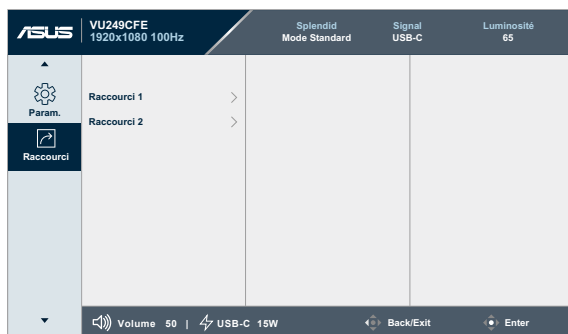 ASUS
VU249CFE
1920x1080 100Hz
Splendid
Mode Standard
Signal
USB-C
Luminosité
65
Param.
Raccourci
Raccourci 1
Raccourci 2
Volume 50 | USB-C 15W
Back/Exit
Enter